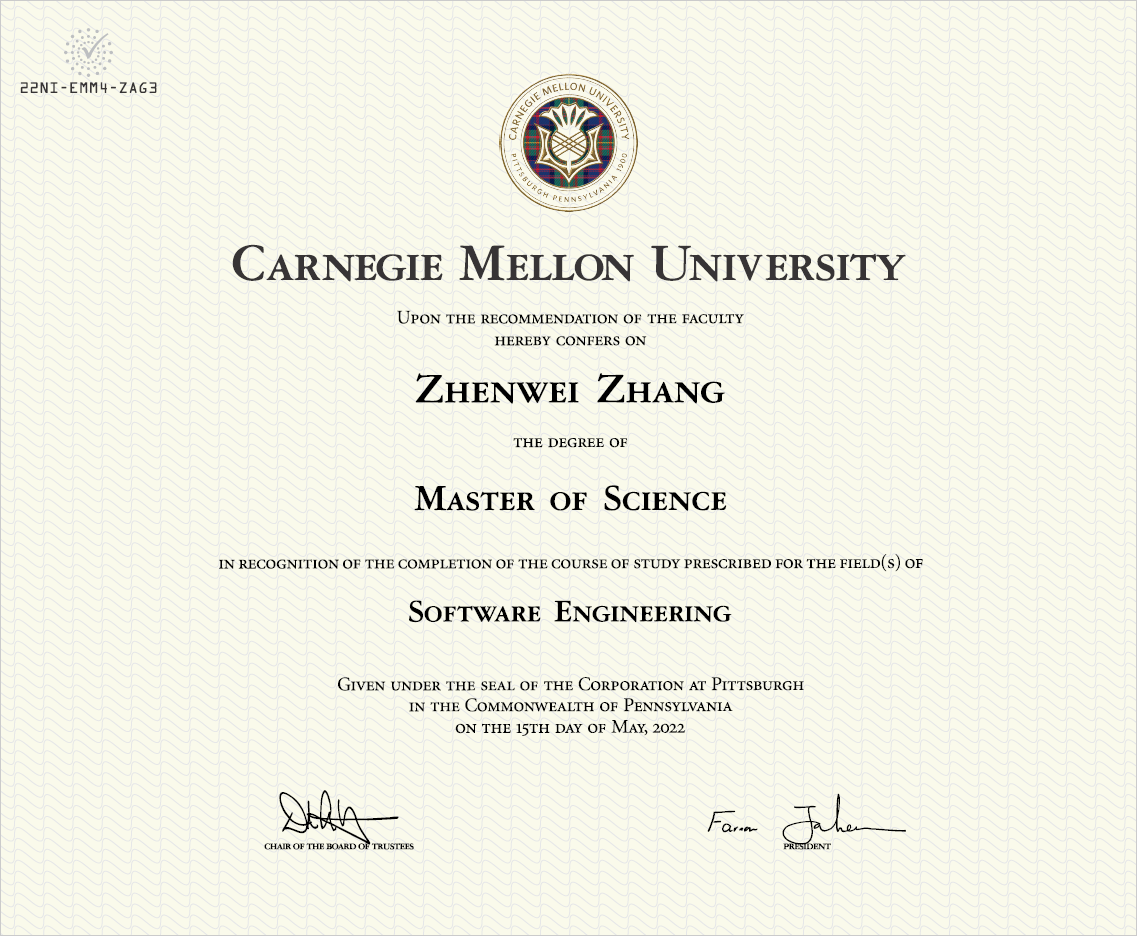 22NI-EMM4-ZAG3
CARNEGIE MELLON UNIVERSITY
PITTSBURGH PENNSYLVANIA 1900
CARNEGIE MELLON UNIVERSITY
UPON THE RECOMMENDATION OF THE FACULTY
HEREBY CONFERS ON
ZHENWEI ZHANG
THE DEGREE OF
MASTER OF SCIENCE
IN RECOGNITION OF THE COMPLETION OF THE COURSE OF STUDY PRESCRIBED FOR THE FIELD(S) OF
SOFTWARE ENGINEERING
GIVEN UNDER THE SEAL OF THE CORPORATION AT PITTSBURGH
IN THE COMMONWEALTH OF PENNSYLVANIA
ON THE 15TH DAY OF MAY, 2022
CHAIR OF THE BOARD OF TRUSTEES
PRESIDENT